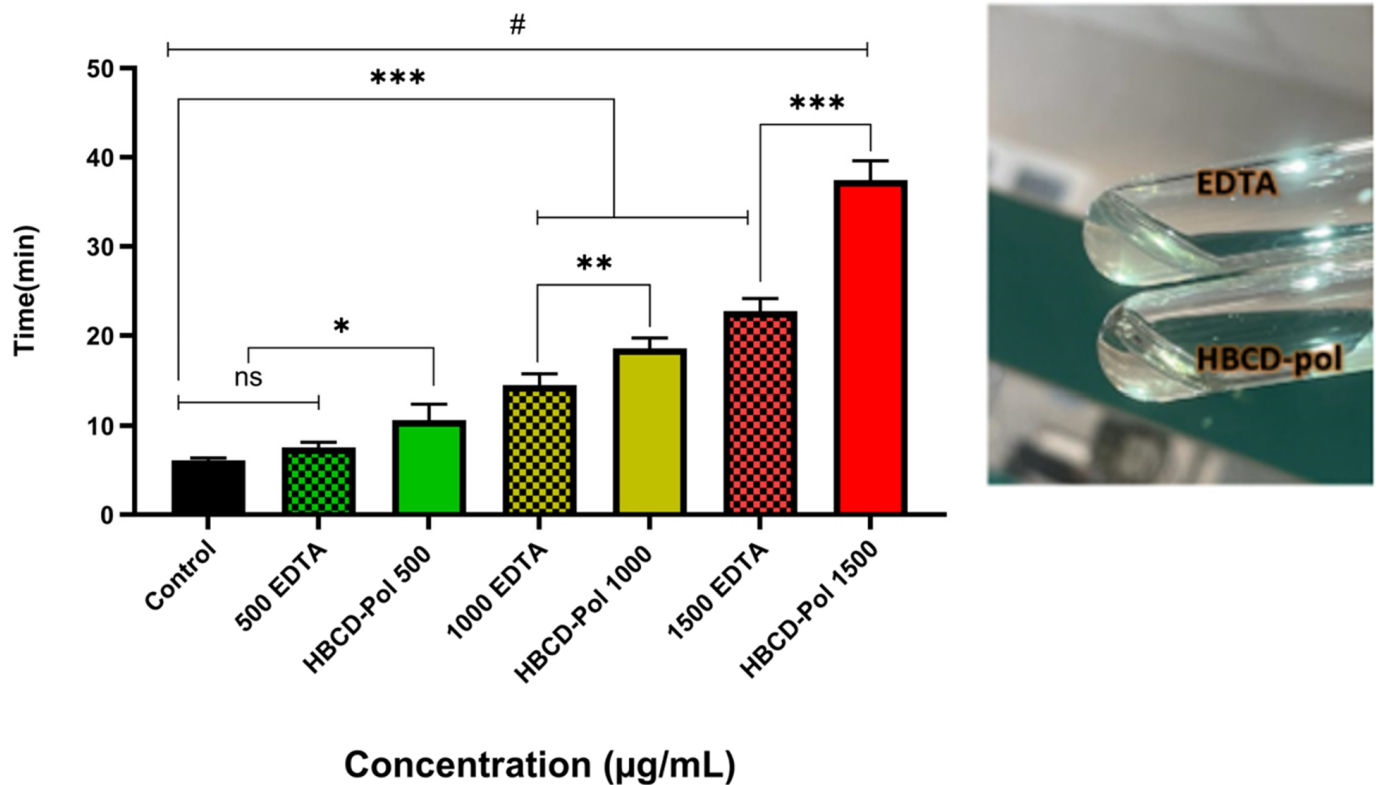 #
50
***
***
40
30
**
20
*
ns
10
0
Time(min)
Control
500 EDTA
HBCD-Pol 500
1000 EDTA
HBCD-Pol 1000
1500 EDTA
HBCD-Pol 1500
Concentration (µg/mL)
EDTA
HBCD-pol